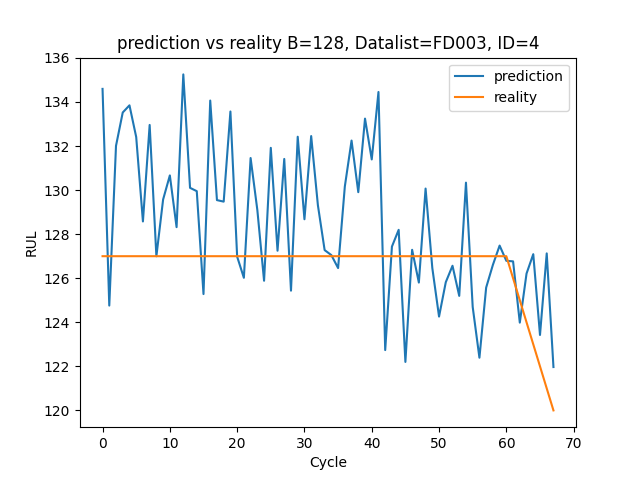 prediction vs reality B=128, Datalist=FD003, ID=4
136
134
132
130
128
126
124
122
120
RUL
prediction
reality
0 10 20 30 40 50 60 70
Cycle